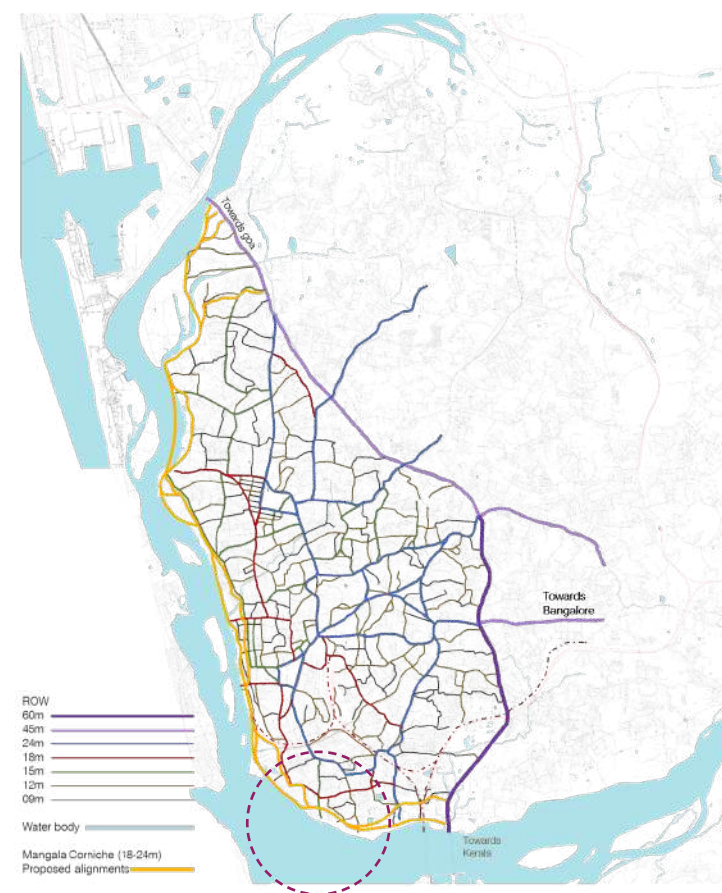 Towards goa
Towards
Bangalore
ROW
60m
45m
24m
18m
15m
12m
09m
Water body
Mangala Corniche (18-24m)
Proposed alignments
Towards
Kerala